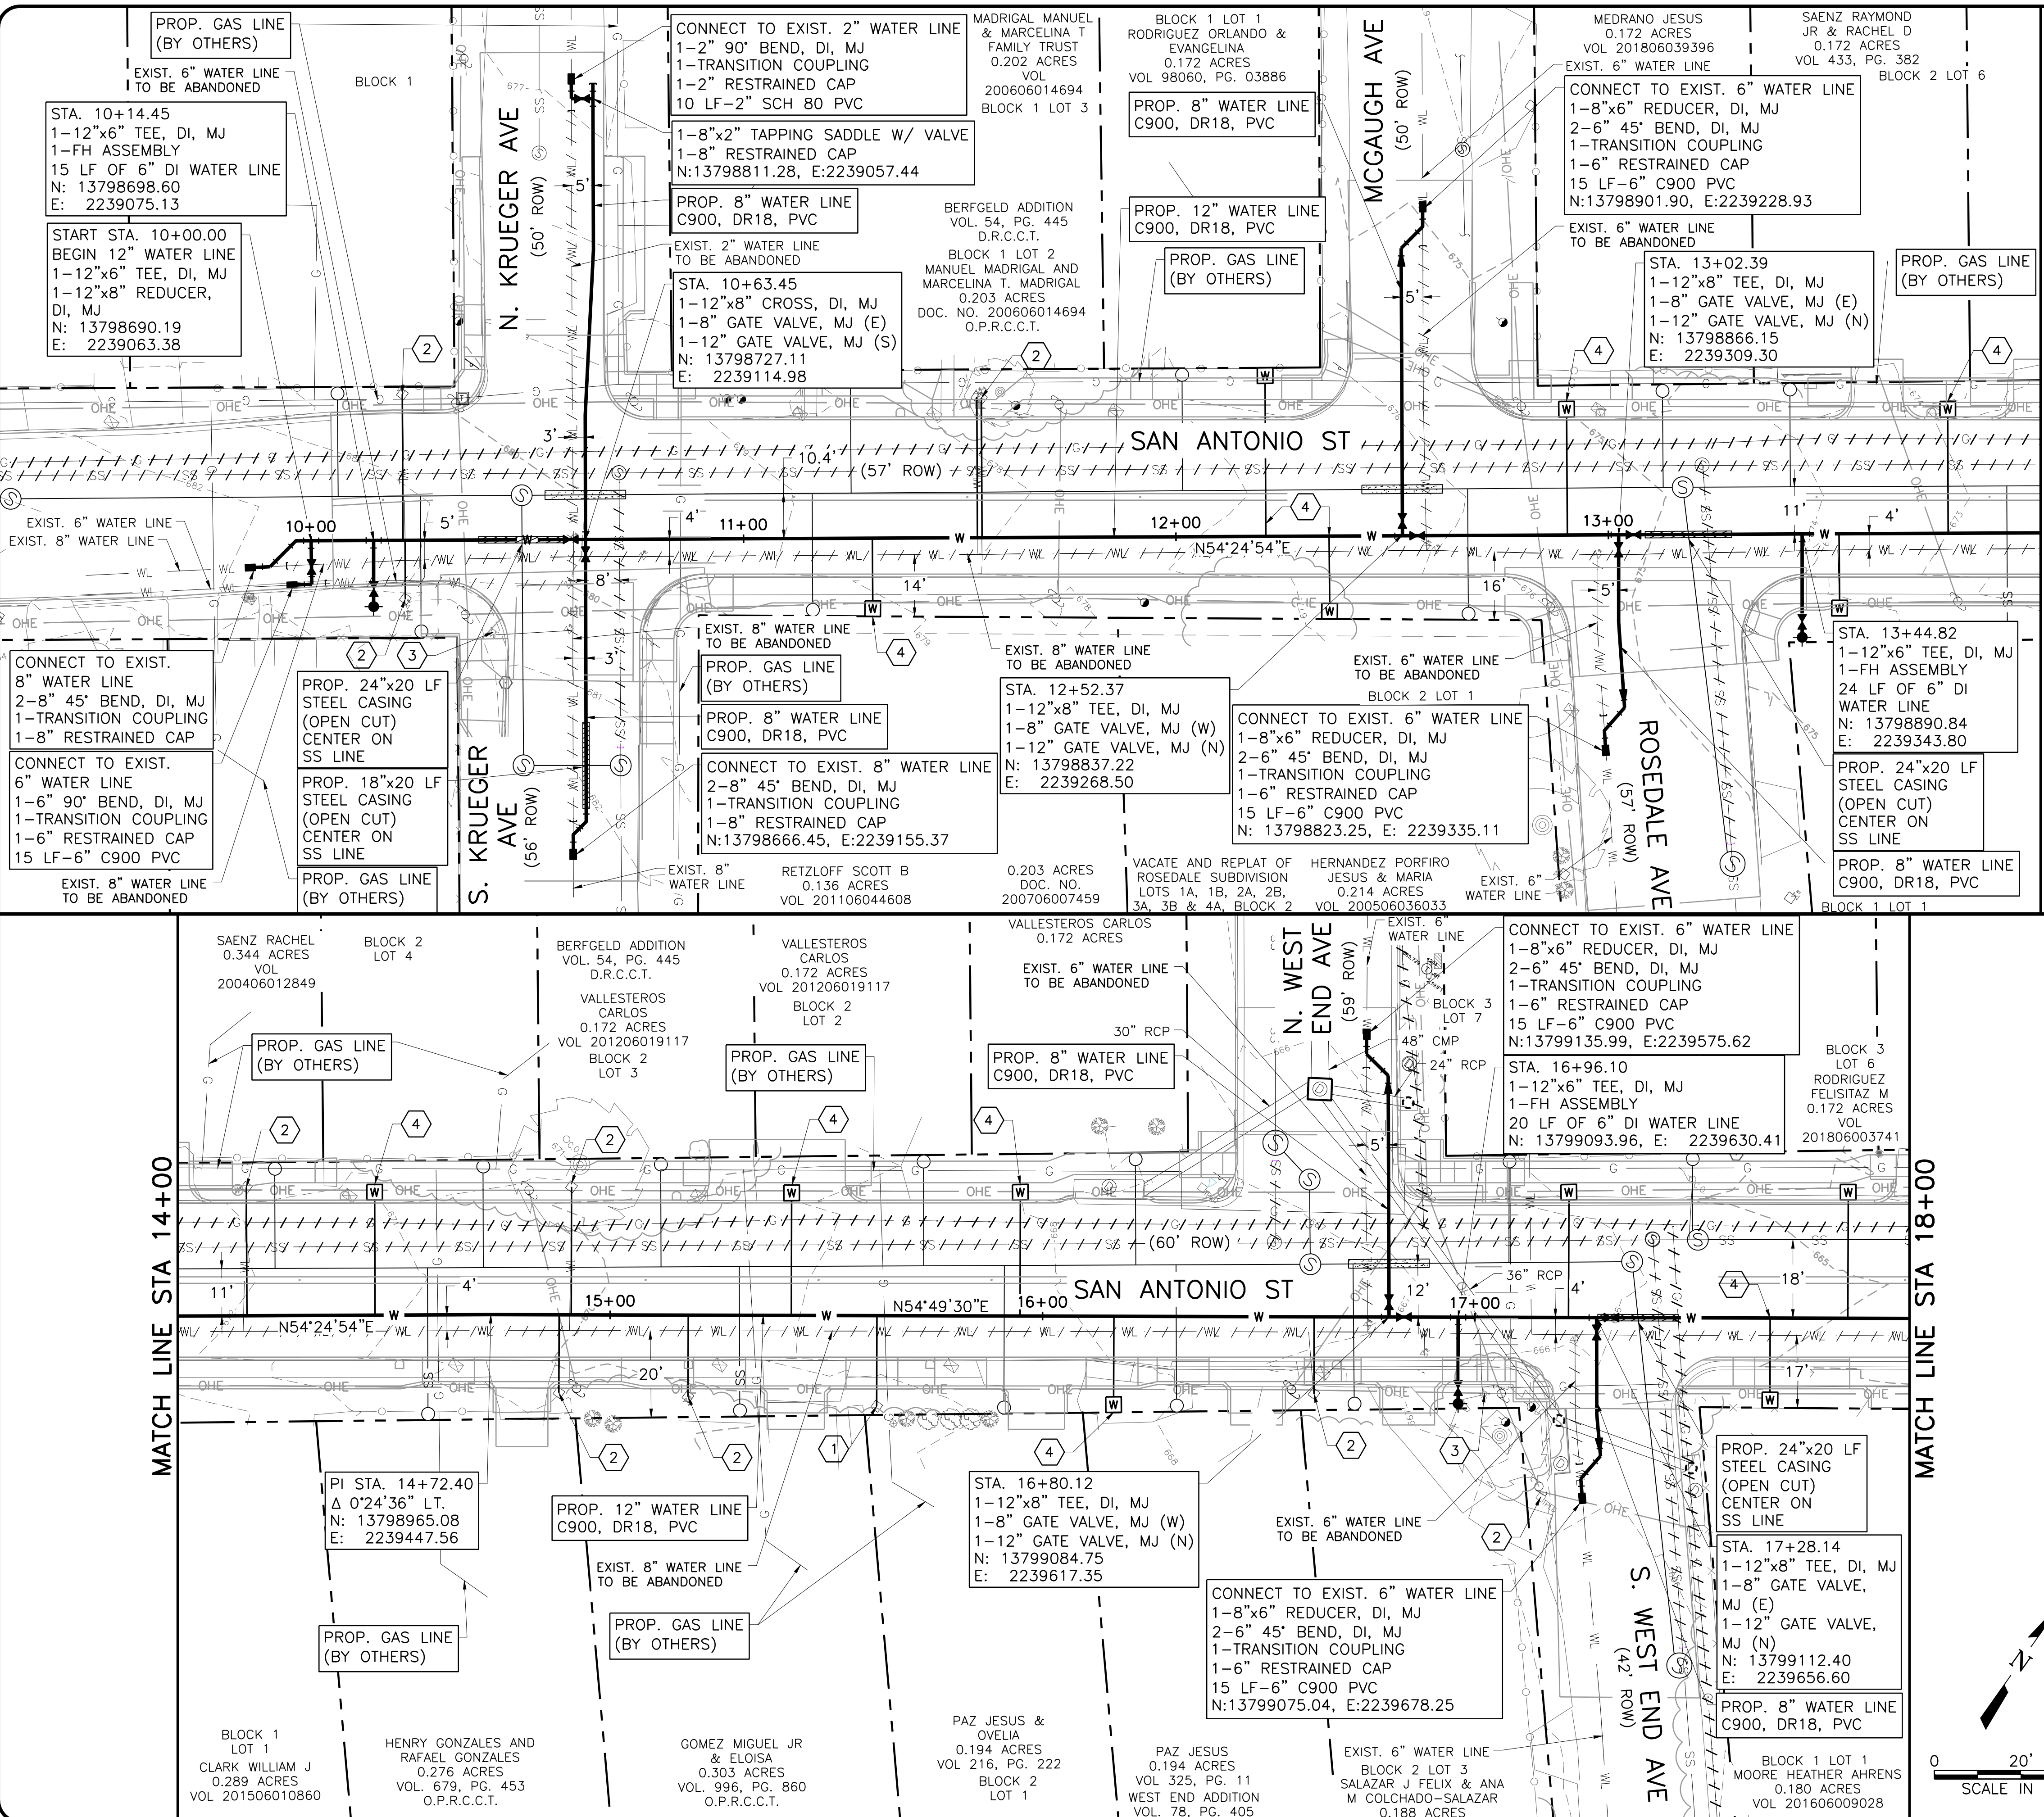 PROP. GAS LINE
(BY OTHERS)
EXIST. 6" WATER LINE
TO BE ABANDONED
STA. 10+14.45
1-12"x6" TEE, DI, MJ
1-FH ASSEMBLY
15 LF OF 6" DI WATER LINE
N: 13798698.60
E: 2239075.13
START STA. 10+00.00
BEGIN 12" WATER LINE
1-12"x6" TEE, DI, MJ
1-12"x8" REDUCER,
DI, MJ
N: 13798690.19
E: 2239063.38
BLOCK 1
N. KRUEGER AVE
(50' ROW)
CONNECT TO EXIST. 2" WATER LINE
1-2" 90° BEND, DI, MJ
1-TRANSITION COUPLING
1-2" RESTRAINED CAP
10 LF-2" SCH 80 PVC
1-8"x2" TAPPING SADDLE W/ VALVE
1-8" RESTRAINED CAP
N:13798811.28, E:2239057.44
PROP. 8" WATER LINE
C900, DR18, PVC
EXIST. 2" WATER LINE
TO BE ABANDONED
STA. 10+63.45
1-12"x8" CROSS, DI, MJ
1-8" GATE VALVE, MJ (E)
1-12" GATE VALVE, MJ (S)
N: 13798727.11
E: 2239114.98
MADRIGAL MANUEL
& MARCELINA T
FAMILY TRUST
0.202 ACRES
VOL
200606014694
BLOCK 1 LOT 3
BERFGELD ADDITION
VOL. 54, PG. 445
D.R.C.C.T.
BLOCK 1 LOT 2
MANUEL MADRIGAL AND
MARCELINA T. MADRIGAL
0.203 ACRES
DOC. NO. 200606014694
O.P.R.C.C.T.
BLOCK 1 LOT 1
RODRIGUEZ ORLANDO &
EVANGELINA
0.172 ACRES
VOL 98060, PG. 03886
PROP. 8" WATER LINE
C900, DR18, PVC
PROP. 12" WATER LINE
C900, DR18, PVC
PROP. GAS LINE
(BY OTHERS)
MCGAUGH AVE
(50' ROW)
MEDRANO JESUS
0.172 ACRES
VOL 201806039396
EXIST. 6" WATER LINE
SAENZ RAYMOND
JR & RACHEL D
0.172 ACRES
VOL 433, PG. 382
BLOCK 2 LOT 6
CONNECT TO EXIST. 6" WATER LINE
1-8"x6" REDUCER, DI, MJ
2-6" 45° BEND, DI, MJ
1-TRANSITION COUPLING
1-6" RESTRAINED CAP
15 LF-6" C900 PVC
N:13798901.90, E:2239228.93
EXIST. 6" WATER LINE
TO BE ABANDONED
STA. 13+02.39
1-12"x8" TEE, DI, MJ
1-8" GATE VALVE, MJ (E)
1-12" GATE VALVE, MJ (N)
N: 13798866.15
E: 2239309.30
PROP. GAS LINE
(BY OTHERS)
2
2
4
4
5'
5'
3'
10.4'
SAN ANTONIO ST
(57' ROW)
EXIST. 6" WATER LINE
EXIST. 8" WATER LINE
10+00
5'
4'
11+00
12+00
4
13+00
11'
4'
N54°24'54"E
8'
14'
16'
5'
2
3
4
3'
CONNECT TO EXIST.
8" WATER LINE
2-8" 45° BEND, DI, MJ
1-TRANSITION COUPLING
1-8" RESTRAINED CAP
CONNECT TO EXIST.
6" WATER LINE
1-6" 90° BEND, DI, MJ
1-TRANSITION COUPLING
1-6" RESTRAINED CAP
15 LF-6" C900 PVC
EXIST. 8" WATER LINE
TO BE ABANDONED
PROP. 24"x20 LF
STEEL CASING
(OPEN CUT)
CENTER ON
SS LINE
PROP. 18"x20 LF
STEEL CASING
(OPEN CUT)
CENTER ON
SS LINE
PROP. GAS LINE
(BY OTHERS)
S. KRUEGER
AVE
(56' ROW)
EXIST. 8" WATER LINE
TO BE ABANDONED
PROP. GAS LINE
(BY OTHERS)
PROP. 8" WATER LINE
C900, DR18, PVC
CONNECT TO EXIST. 8" WATER LINE
2-8" 45° BEND, DI, MJ
1-TRANSITION COUPLING
1-8" RESTRAINED CAP
N:13798666.45, E:2239155.37
EXIST. 8"
WATER LINE
RETZLOFF SCOTT B
0.136 ACRES
VOL 201106044608
EXIST. 8" WATER LINE
TO BE ABANDONED
STA. 12+52.37
1-12"x8" TEE, DI, MJ
1-8" GATE VALVE, MJ (W)
1-12" GATE VALVE, MJ (N)
N: 13798837.22
E: 2239268.50
0.203 ACRES
DOC. NO.
200706007459
VACATE AND REPLAT OF
ROSEDALE SUBDIVISION
LOTS 1A, 1B, 2A, 2B,
3A, 3B & 4A, BLOCK 2
EXIST. 6" WATER LINE
TO BE ABANDONED
BLOCK 2 LOT 1
CONNECT TO EXIST. 6" WATER LINE
1-8"x6" REDUCER, DI, MJ
2-6" 45° BEND, DI, MJ
1-TRANSITION COUPLING
1-6" RESTRAINED CAP
15 LF-6" C900 PVC
N: 13798823.25, E: 2239335.11
HERNANDEZ PORFIRO
JESUS & MARIA
0.214 ACRES
VOL 200506036033
EXIST. 6"
WATER LINE
ROSEDALE AVE
(57' ROW)
STA. 13+44.82
1-12"x6" TEE, DI, MJ
1-FH ASSEMBLY
24 LF OF 6" DI
WATER LINE
N: 13798890.84
E: 2239343.80
PROP. 24"x20 LF
STEEL CASING
(OPEN CUT)
CENTER ON
SS LINE
PROP. 8" WATER LINE
C900, DR18, PVC
BLOCK 1 LOT 1
SAENZ RACHEL
0.344 ACRES
VOL
200406012849
BLOCK 2
LOT 4
PROP. GAS LINE
(BY OTHERS)
BERFGELD ADDITION
VOL. 54, PG. 445
D.R.C.C.T.
VALLESTEROS
CARLOS
0.172 ACRES
VOL 201206019117
BLOCK 2
LOT 3
VALLESTEROS
CARLOS
0.172 ACRES
VOL 201206019117
BLOCK 2
LOT 2
PROP. GAS LINE
(BY OTHERS)
VALLESTEROS CARLOS
0.172 ACRES
EXIST. 6" WATER LINE
TO BE ABANDONED
30" RCP
PROP. 8" WATER LINE
C900, DR18, PVC
N. WEST
END AVE
(59' ROW)
EXIST. 6"
WATER LINE
BLOCK 3
LOT 7
48" CMP
24" RCP
CONNECT TO EXIST. 6" WATER LINE
1-8"x6" REDUCER, DI, MJ
2-6" 45° BEND, DI, MJ
1-TRANSITION COUPLING
1-6" RESTRAINED CAP
15 LF-6" C900 PVC
N:13799135.99, E:2239575.62
STA. 16+96.10
1-12"x6" TEE, DI, MJ
1-FH ASSEMBLY
20 LF OF 6" DI WATER LINE
N: 13799093.96, E: 2239630.41
BLOCK 3
LOT 6
RODRIGUEZ
FELISITAZ M
0.172 ACRES
VOL
201806003741
2
4
2
4
4
5'
MATCH LINE STA 14+00
MATCH LINE STA 18+00
(60' ROW)
SAN ANTONIO ST
11'
4'
N54°24'54"E
15+00
N54°49'30"E
16+00
12'
36" RCP
17+00
4'
4
18'
20'
17'
2
2
1
4
2
3
2
PI STA. 14+72.40
Δ 0°24'36" LT.
N: 13798965.08
E: 2239447.56
PROP. GAS LINE
(BY OTHERS)
PROP. 12" WATER LINE
C900, DR18, PVC
EXIST. 8" WATER LINE
TO BE ABANDONED
PROP. GAS LINE
(BY OTHERS)
STA. 16+80.12
1-12"x8" TEE, DI, MJ
1-8" GATE VALVE, MJ (W)
1-12" GATE VALVE, MJ (N)
N: 13799084.75
E: 2239617.35
EXIST. 6" WATER LINE
TO BE ABANDONED
CONNECT TO EXIST. 6" WATER LINE
1-8"x6" REDUCER, DI, MJ
2-6" 45° BEND, DI, MJ
1-TRANSITION COUPLING
1-6" RESTRAINED CAP
15 LF-6" C900 PVC
N:13799075.04, E:2239678.25
S. WEST END AVE
(42' ROW)
PROP. 24"x20 LF
STEEL CASING
(OPEN CUT)
CENTER ON
SS LINE
STA. 17+28.14
1-12"x8" TEE, DI, MJ
1-8" GATE VALVE,
MJ (E)
1-12" GATE VALVE,
MJ (N)
N: 13799112.40
E: 2239656.60
PROP. 8" WATER LINE
C900, DR18, PVC
BLOCK 1
LOT 1
CLARK WILLIAM J
0.289 ACRES
VOL 201506010860
HENRY GONZALES AND
RAFAEL GONZALES
0.276 ACRES
VOL. 679, PG. 453
O.P.R.C.C.T.
GOMEZ MIGUEL JR
& ELOISA
0.303 ACRES
VOL. 996, PG. 860
O.P.R.C.C.T.
PAZ JESUS &
OVELIA
0.194 ACRES
VOL 216, PG. 222
BLOCK 2
LOT 1
PAZ JESUS
0.194 ACRES
VOL 325, PG. 11
WEST END ADDITION
VOL. 78, PG. 405
EXIST. 6" WATER LINE
BLOCK 2 LOT 3
SALAZAR J FELIX & ANA
M COLCHADO-SALAZAR
0.188 ACRES
BLOCK 1 LOT 1
MOORE HEATHER AHRENS
0.180 ACRES
VOL 201606009028
N
0 20'
SCALE IN